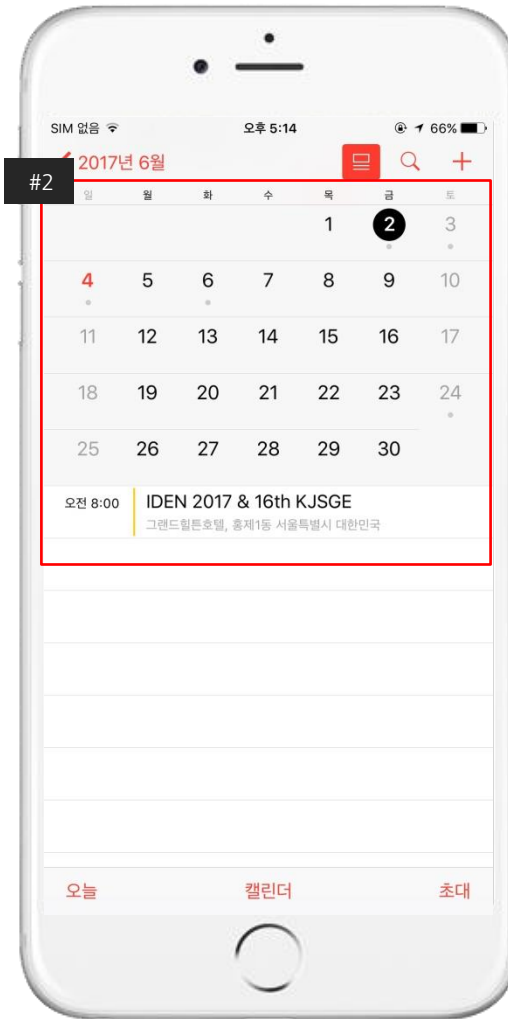 SIM 없음 오후 5:14 66%
2017년 6월
#2
일 월 화 수 목 금 토
1 2 3
4 5 6 7 8 9 10
11 12 13 14 15 16 17
18 19 20 21 22 23 24
25 26 27 28 29 30
오전 8:00 IDEN 2017 & 16th KJSGE
그랜드힐튼호텔, 홍제1동 서울특별시 대한민국
오늘 캘린더 초대